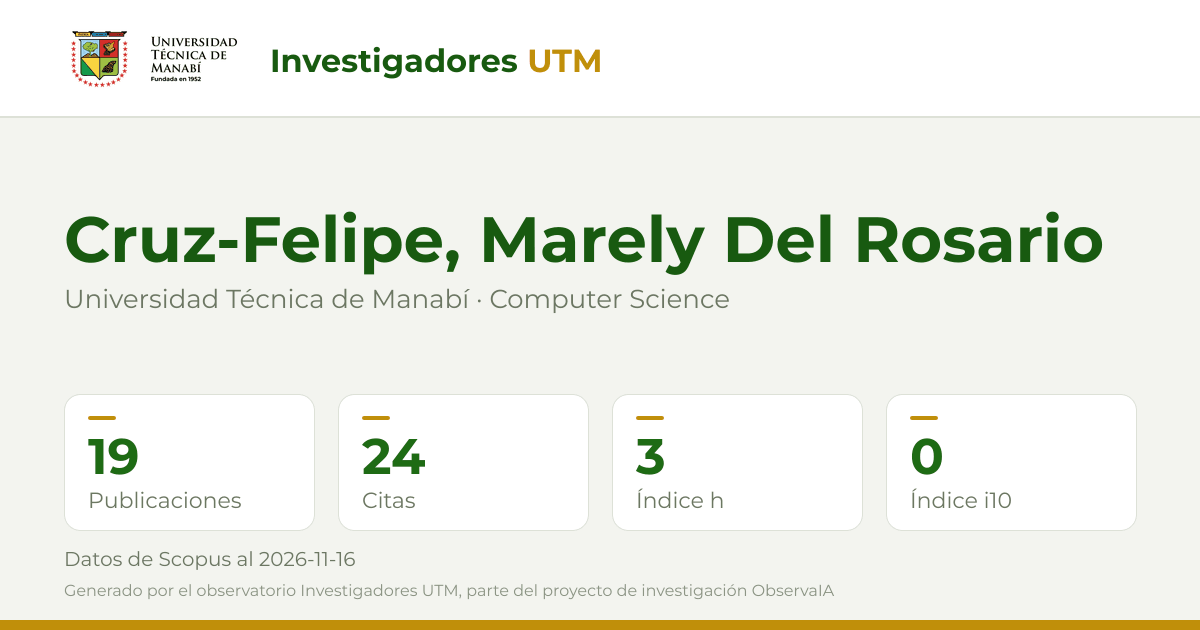 UNIVERSIDAD
TÉCNICA DE
MANABÍ
Fundada en 1952
Investigadores UTM
Cruz-Felipe, Marely Del Rosario
Universidad Técnica de Manabí · Computer Science
19
Publicaciones
24
Citas
3
Índice h
0
Índice i10
Datos de Scopus al 2026-11-16
Generado por el observatorio Investigadores UTM, parte del proyecto de investigación ObservaIA